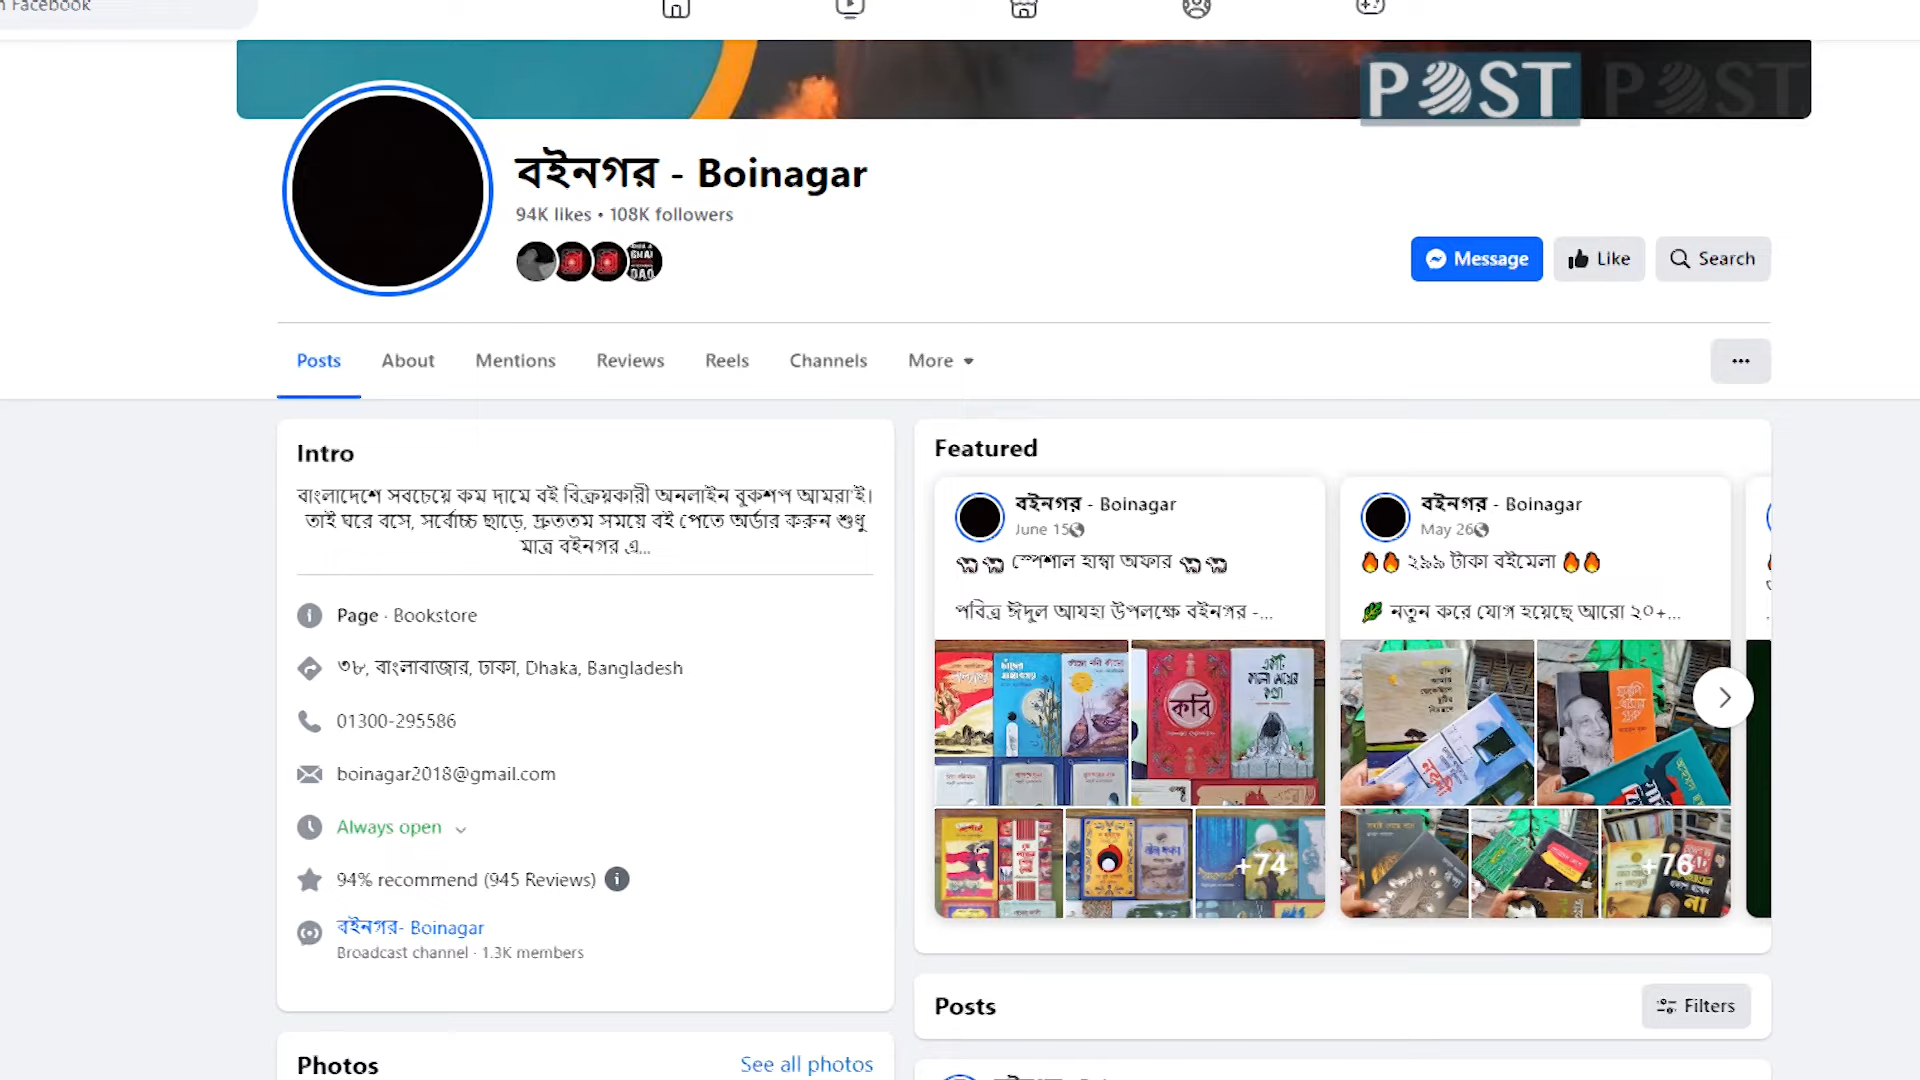 n Facebook
POST POST
বইনগর - Boinagar
94K likes • 108K followers
Message
Like
Search
Posts
About
Mentions
Reviews
Reels
Channels
More
Intro
বাংলাদেশে সবচেয়ে কম দামে বই বিক্রয়কারী অনলাইন বুকশপ আমরা'ই।
তাই ঘরে বসে, সর্বোচ্চ ছাড়ে, দ্রুততম সময়ে বই পেতে অর্ডার করুন শুধু
মাত্র বইনগর এ...
Page · Bookstore
৩৮, বাংলাবাজার, ঢাকা, Dhaka, Bangladesh
01300-295586
boinagar2018@gmail.com
Always open
94% recommend (945 Reviews)
বইনগর- Boinagar
Broadcast channel · 1.3K members
Photos
See all photos
Featured
বইনগর - Boinagar
June 15
স্পেশাল হাম্বা অফার
পবিত্র ঈদুল আযহা উপলক্ষে বইনগর -...
কবি
একটি
কালো মেয়ের
কথা
+74
বইনগর - Boinagar
May 26
🔥🔥 ২৯৯ টাকা বইমেলা 🔥🔥
নতুন করে যোগ হয়েছে আরো ২০+...
+76
না
Posts
Filters